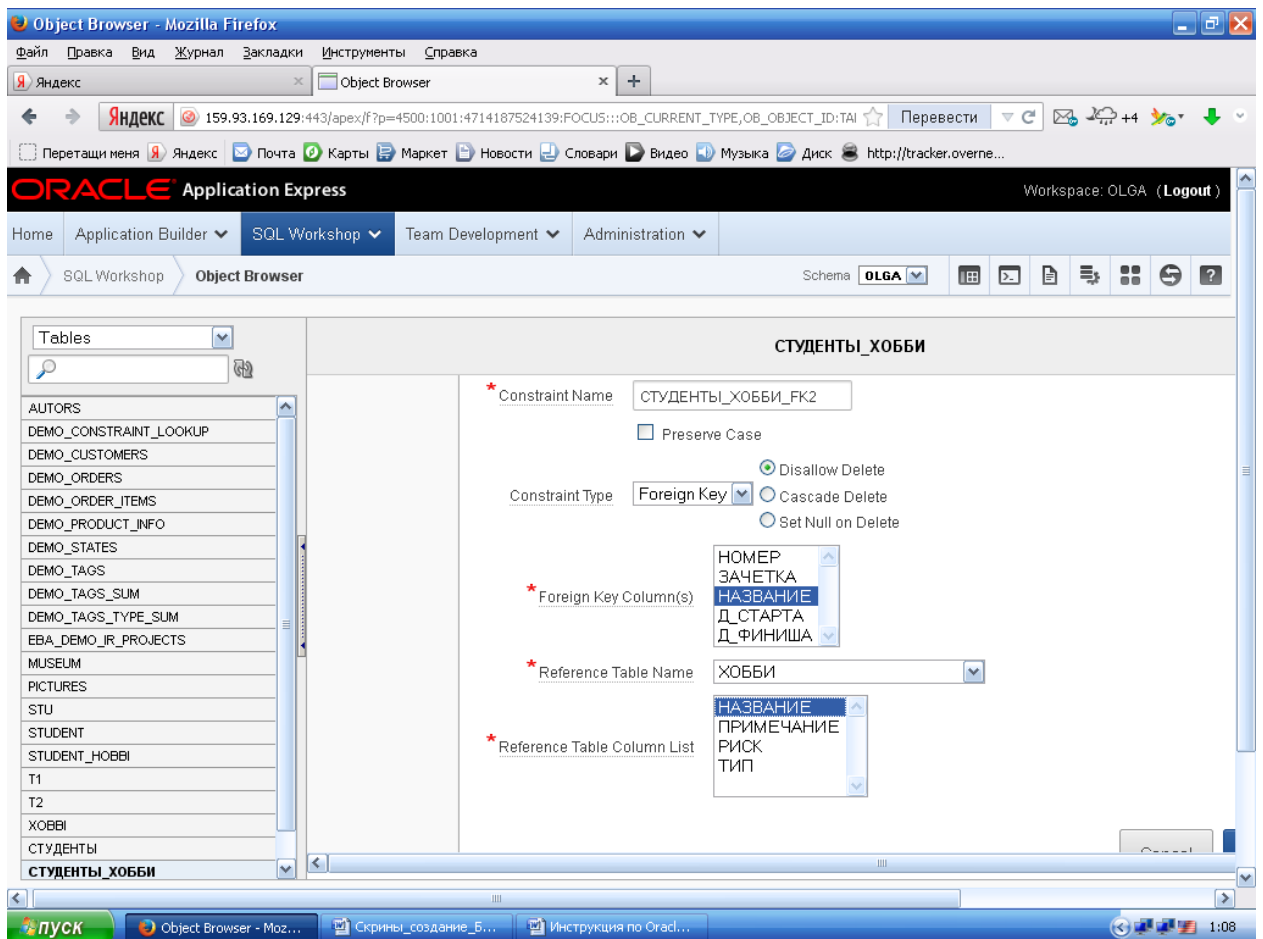 Object Browser - Mozilla Firefox
Файл Правка Вид Журнал Закладки Инструменты Справка
Яндекс Object Browser
Яндекс 159.93.169.129:443/apex/f?p=4500:1001:4714187524139:FOCUS:::OB_CURRENT_TYPE,OB_OBJECT_ID:TAI Перевести +4
Перетащи меня Яндекс Почта Карты Маркет Новости Словари Видео Музыка Диск http://tracker.overne...
ORACLE Application Express Workspace: OLGA (Logout)
Home Application Builder SQL Workshop Team Development Administration
SQL Workshop Object Browser Schema OLGA
Tables
СТУДЕНТЫ_ХОББИ
AUTORS
DEMO_CONSTRAINT_LOOKUP
DEMO_CUSTOMERS
DEMO_ORDERS
DEMO_ORDER_ITEMS
DEMO_PRODUCT_INFO
DEMO_STATES
DEMO_TAGS
DEMO_TAGS_SUM
DEMO_TAGS_TYPE_SUM
EBA_DEMO_IR_PROJECTS
MUSEUM
PICTURES
STU
STUDENT
STUDENT_HOBBI
T1
T2
XOBBI
СТУДЕНТЫ
СТУДЕНТЫ_ХОББИ
* Constraint Name СТУДЕНТЫ_ХОББИ_FK2
Preserve Case
Constraint Type Foreign Key
Disallow Delete
Cascade Delete
Set Null on Delete
* Foreign Key Column(s)
НОМЕР
ЗАЧЕТКА
НАЗВАНИЕ
Д_СТАРТА
Д_ФИНИША
* Reference Table Name ХОББИ
* Reference Table Column List
НАЗВАНИЕ
ПРИМЕЧАНИЕ
РИСК
ТИП
Cancel
пуск Object Browser - Moz... Скрины_создание_Б... Инструкция по Oracl... 1:08